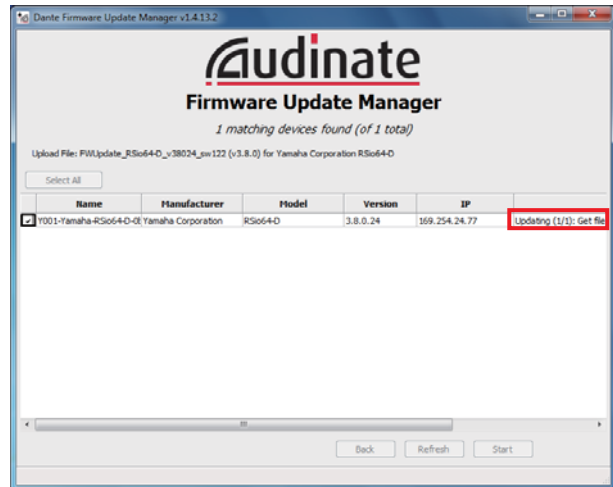 Dante Firmware Update Manager v1.4.13.2
Audinate
Firmware Update Manager
1 matching devices found (of 1 total)
Upload File: FWUpdate_RSio64-D_v38024_sw122 (v3.8.0) for Yamaha Corporation RSio64-D
Select All
Name Manufacturer Model Version IP
Y001-Yamaha-RSio64-D-0E Yamaha Corporation RSio64-D 3.8.0.24 169.254.24.77 Updating (1/1): Get file
Back Refresh Start